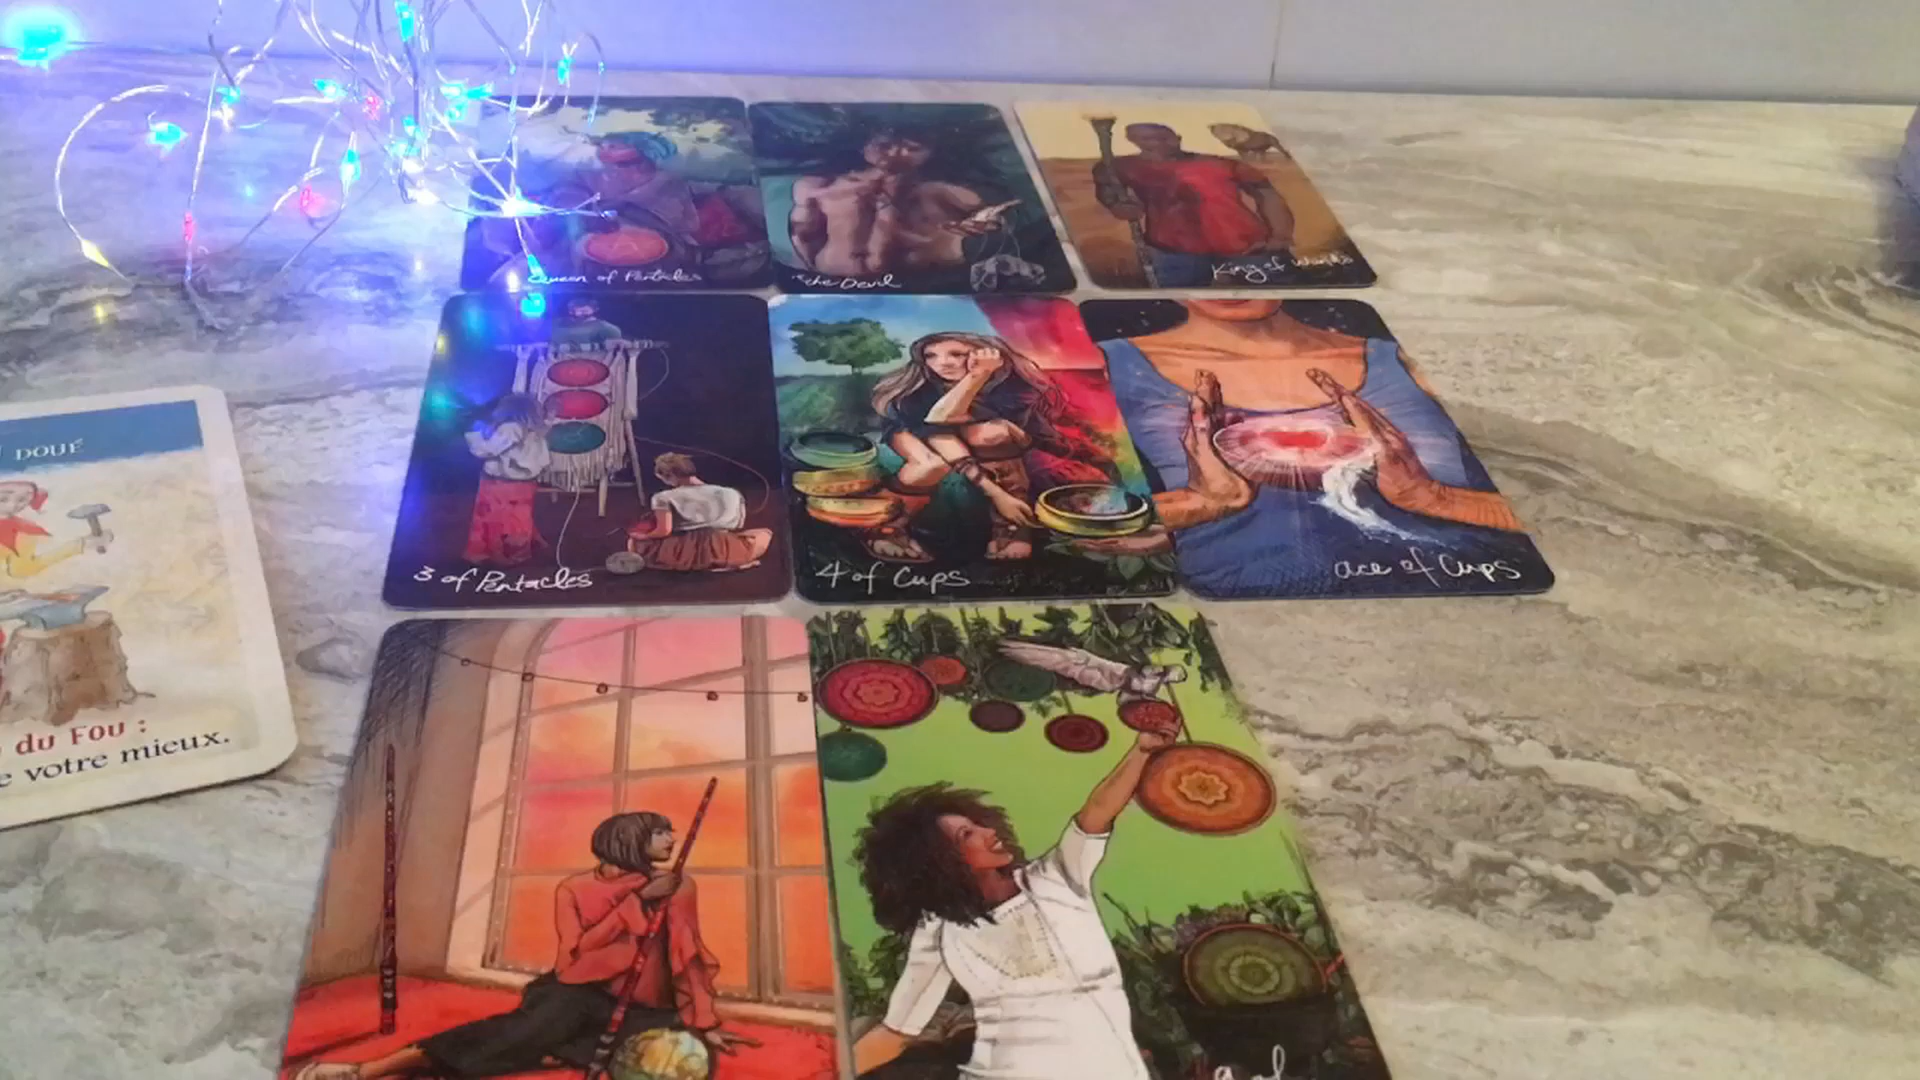 Queen of Pentacles
The Devil
King of Wands
DOUÉ
3 of Pentacles
4 of Cups
ace of Cups
du Fou :
e votre mieux.